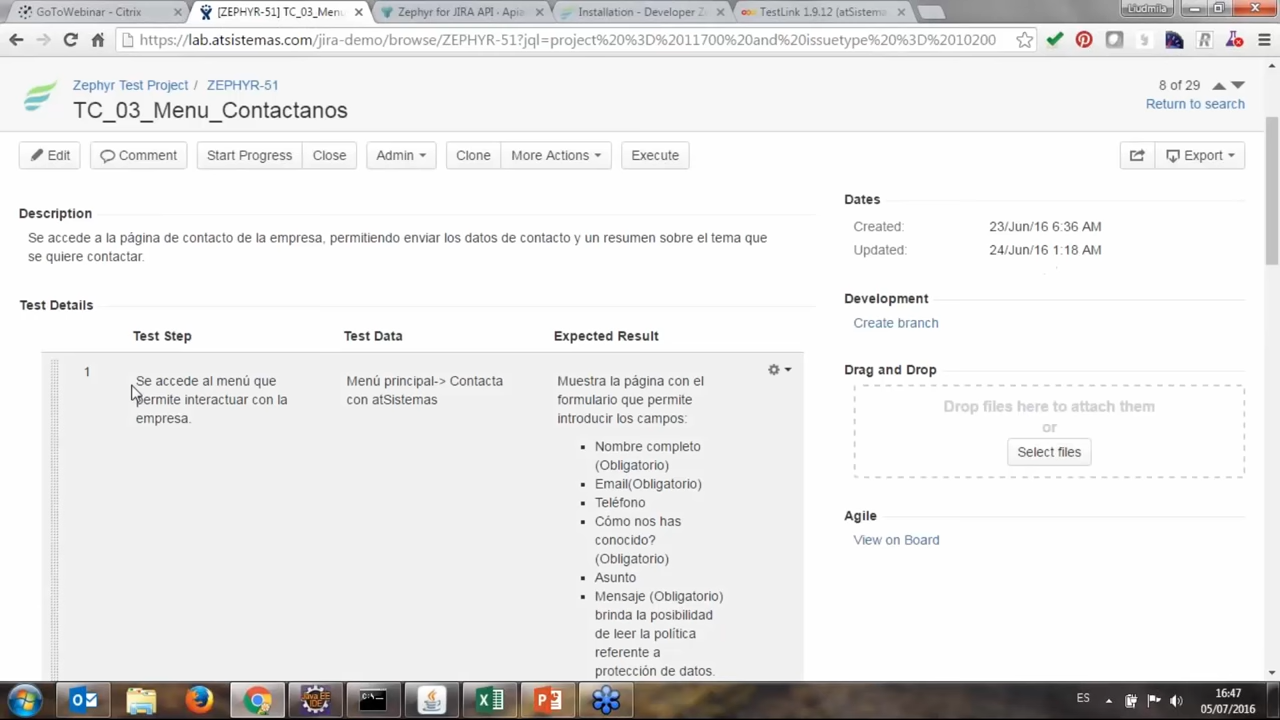 GoToWebinar - Citrix
[ZEPHYR-51] TC_03_Menu
Zephyr for JIRA API · Apia
Installation - Developer Z
TestLink 1.9.12 (atSistema
Liudmila
https://lab.atsistemas.com/jira-demo/browse/ZEPHYR-51?jql=project%20%3D%2011700%20and%20issuetype%20%3D%2010200
Zephyr Test Project / ZEPHYR-51
8 of 29
TC_03_Menu_Contactanos
Return to search
Edit
Comment
Start Progress
Close
Admin
Clone
More Actions
Execute
Export
Description
Se accede a la página de contacto de la empresa, permitiendo enviar los datos de contacto y un resumen sobre el tema que
se quiere contactar.
Dates
Created: 23/Jun/16 6:36 AM
Updated: 24/Jun/16 1:18 AM
Test Details
Test Step
Test Data
Expected Result
1
Se accede al menú que
permite interactuar con la
empresa.
Menú principal-> Contacta
con atSistemas
Muestra la página con el
formulario que permite
introducir los campos:
Nombre completo
(Obligatorio)
Email(Obligatorio)
Teléfono
Cómo nos has
conocido?
(Obligatorio)
Asunto
Mensaje (Obligatorio)
brinda la posibilidad
de leer la política
referente a
protección de datos.
Development
Create branch
Drag and Drop
Drop files here to attach them
or
Select files
Agile
View on Board
Java EE
IDE
ES
16:47
05/07/2016